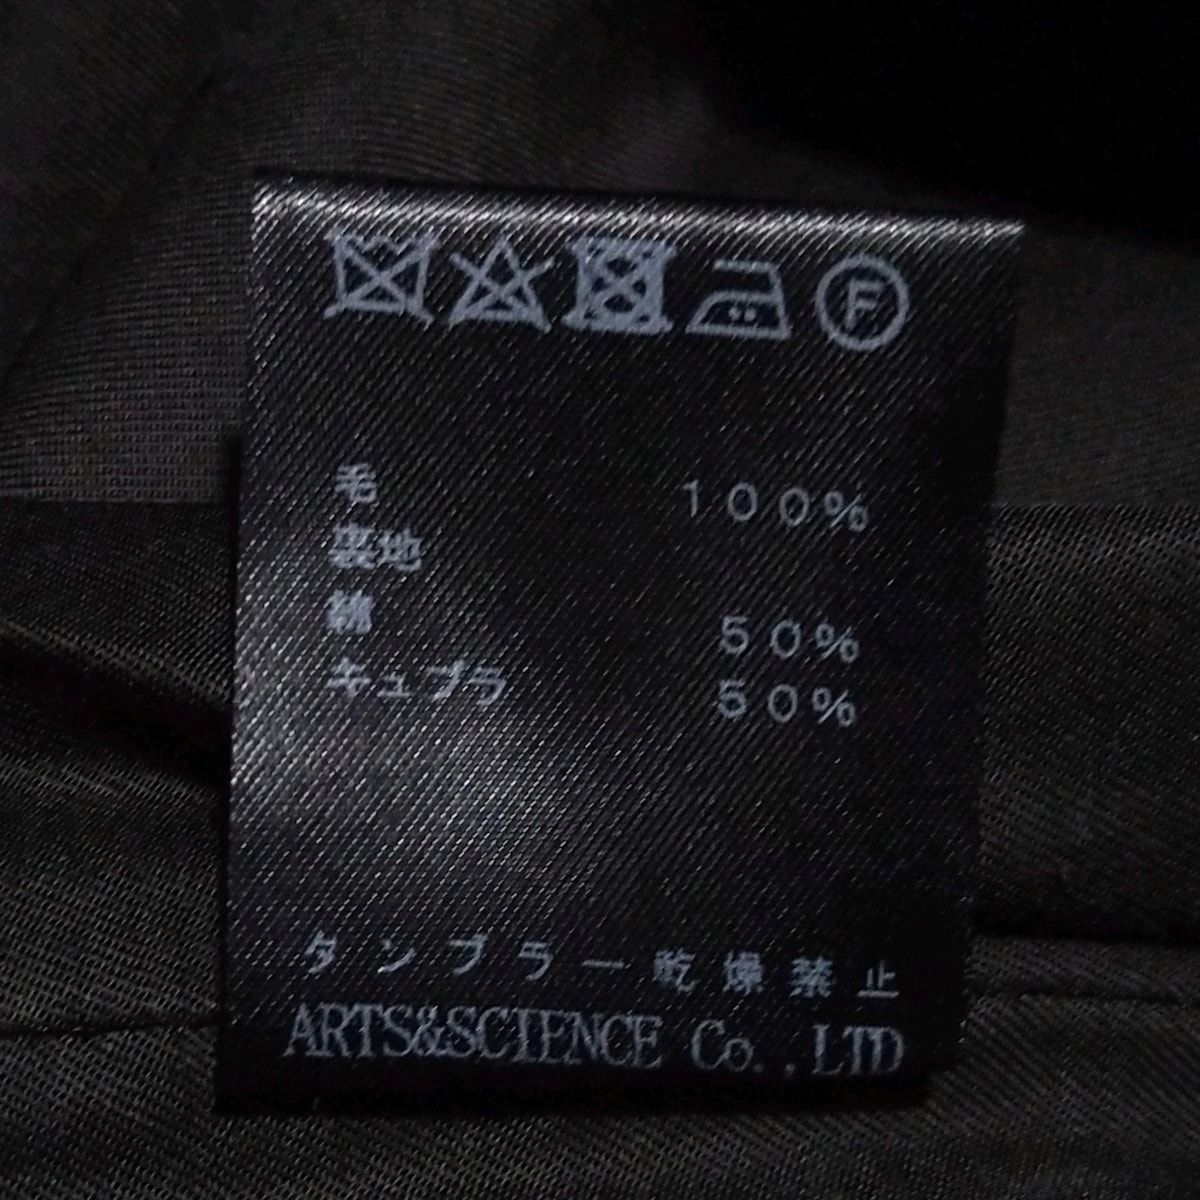 F
毛 100%
裏地
綿 50%
キュプラ 50%
タンブラー乾燥禁止
ARTS&SCIENCE Co.,LTD